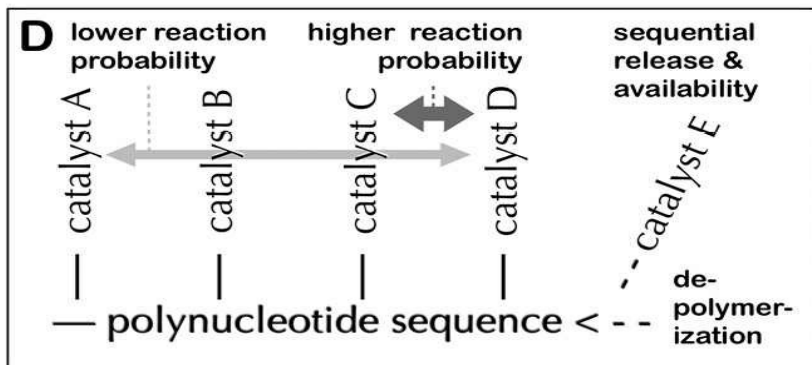 D
lower reaction
probability
higher reaction
probability
sequential
release &
availability
catalyst A
catalyst B
catalyst C
catalyst D
catalyst E
— polynucleotide sequence < - -
de-
polymer-
ization